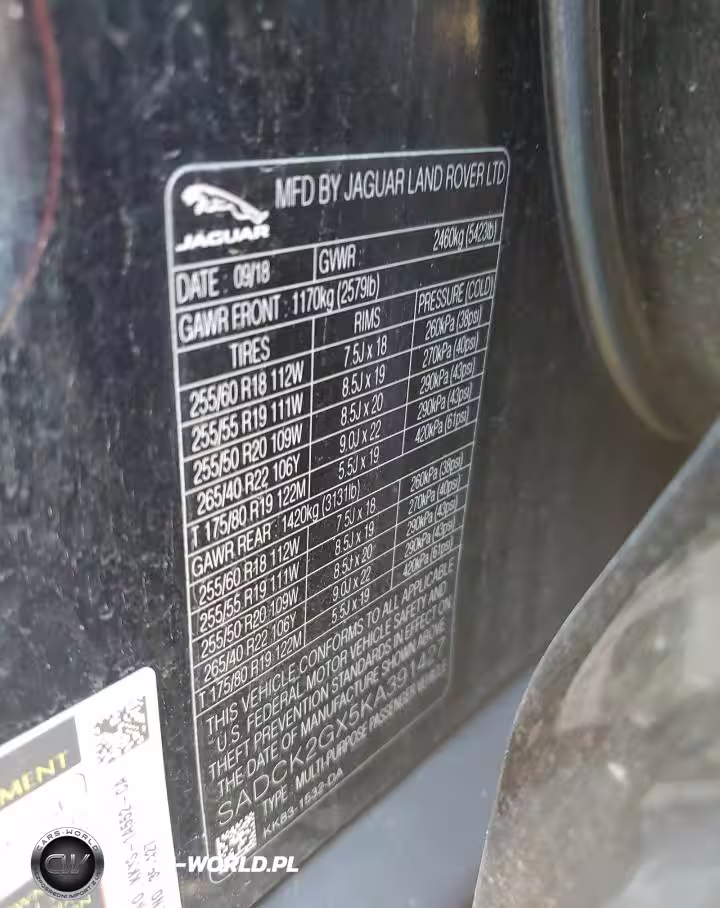 MFD BY JAGUAR LAND ROVER LTD
JAGUAR
DATE : 09/18 GVWR : 2460kg (5423lb)
GAWR FRONT : 1170kg (2579lb)
TIRES RIMS PRESSURE (COLD)
255/60 R18 112W 7.5J x 18 260kPa (38psi)
255/55 R19 111W 8.5J x 19 270kPa (40psi)
255/50 R20 109W 8.5J x 20 290kPa (43psi)
265/40 R22 106Y 9.0J x 22 290kPa (43psi)
T 175/80 R19 122M 5.5J x 19 420kPa (61psi)
GAWR REAR : 1420kg (3131lb)
255/60 R18 112W 7.5J x 18 260kPa (38psi)
255/55 R19 111W 8.5J x 19 270kPa (40psi)
255/50 R20 109W 8.5J x 20 290kPa (43psi)
265/40 R22 106Y 9.0J x 22 290kPa (43psi)
T 175/80 R19 122M 5.5J x 19 420kPa (61psi)
THIS VEHICLE CONFORMS TO ALL APPLICABLE
U.S. FEDERAL MOTOR VEHICLE SAFETY AND
THEFT PREVENTION STANDARDS IN EFFECT ON
THE DATE OF MANUFACTURE SHOWN ABOVE
SADCK2GX5KA391427
TYPE : MULTI-PURPOSE PASSENGER VEHICLE
KK83-1532-DA
MENT
CARS-WORLD
CW
-WORLD.PL